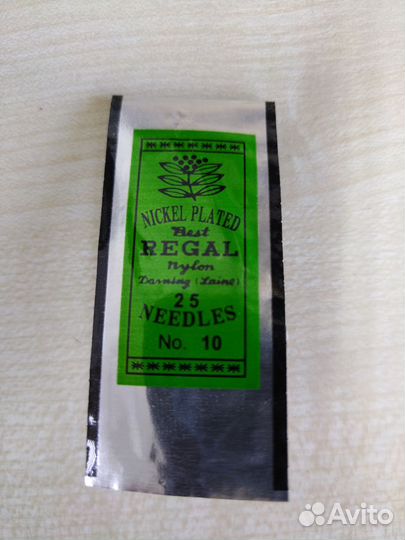 NICKEL PLATED
Best
REGAL
Nylon
Darning (Laine)
25
NEEDLES
No. 10
Avito